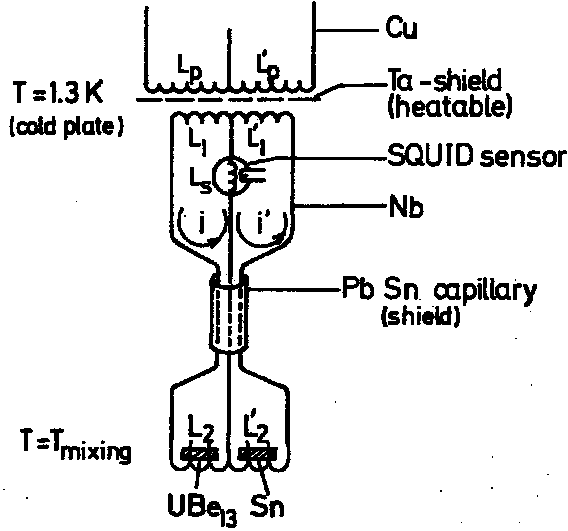 Cu
Lp L'p
Ta-shield
(heatable)
T=1.3 K
(cold plate)
L1 L'1
SQUID sensor
Ls
Nb
i i'
Pb Sn capillary
(shield)
L2 L'2
T=Tmixing
UBe13 Sn